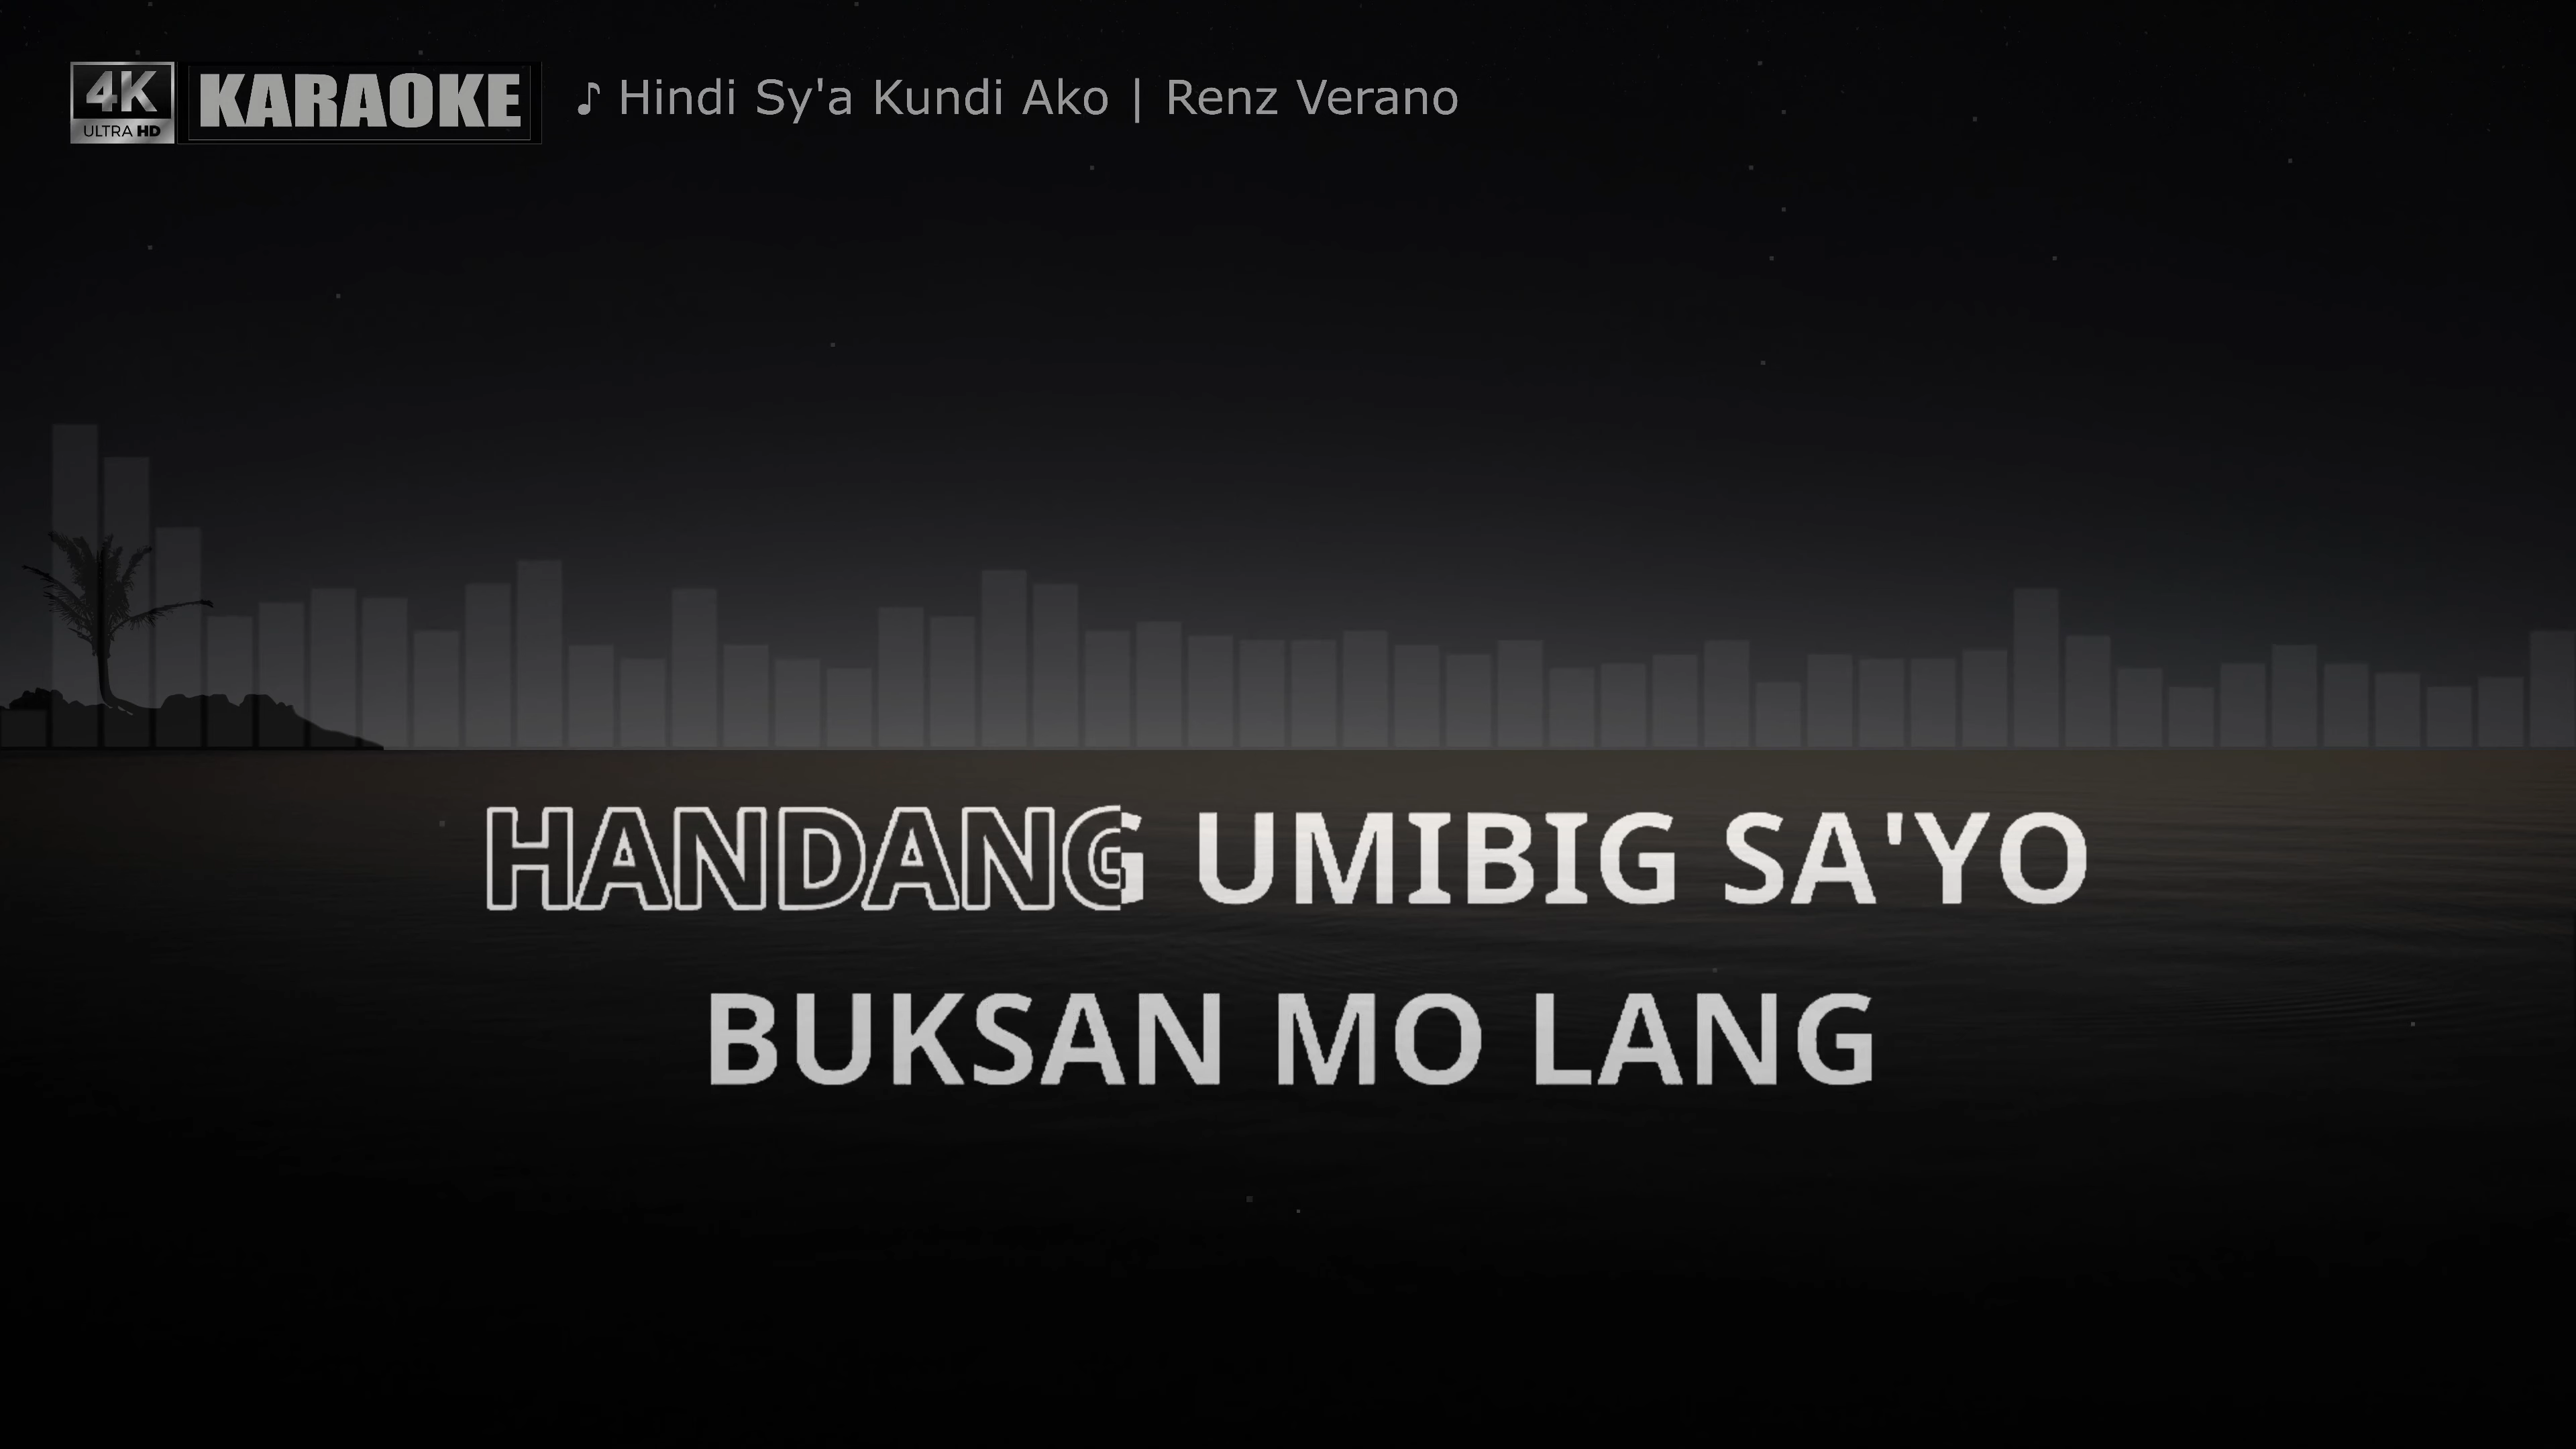 4K ULTRA HD KARAOKE ♪ Hindi Sy'a Kundi Ako | Renz Verano
HANDANG UMIBIG SA'YO
BUKSAN MO LANG